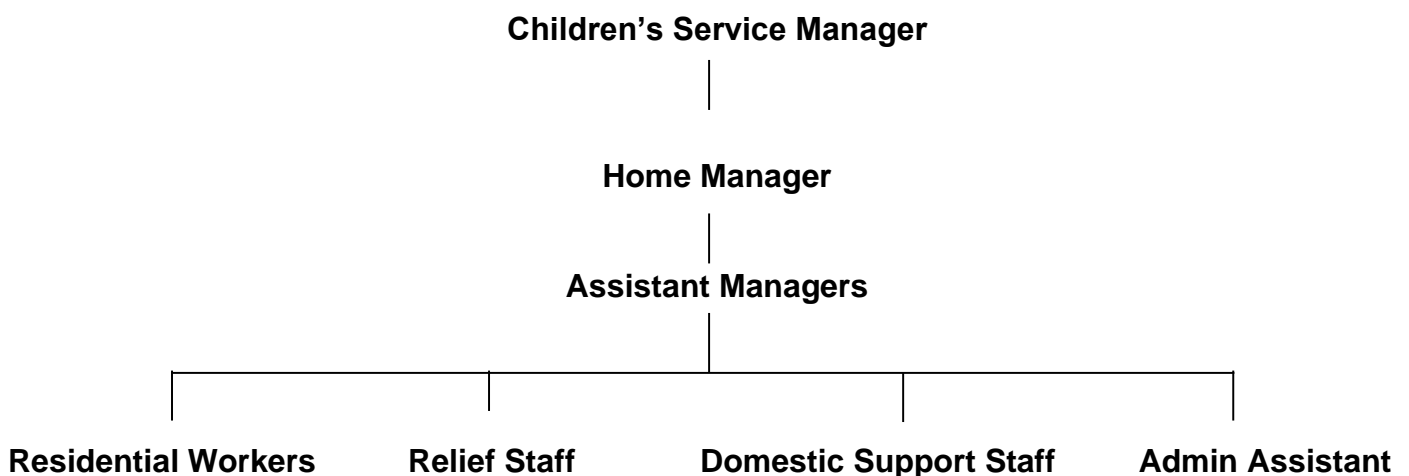 Children's Service Manager
Home Manager
Assistant Managers
Residential Workers Relief Staff Domestic Support Staff Admin Assistant